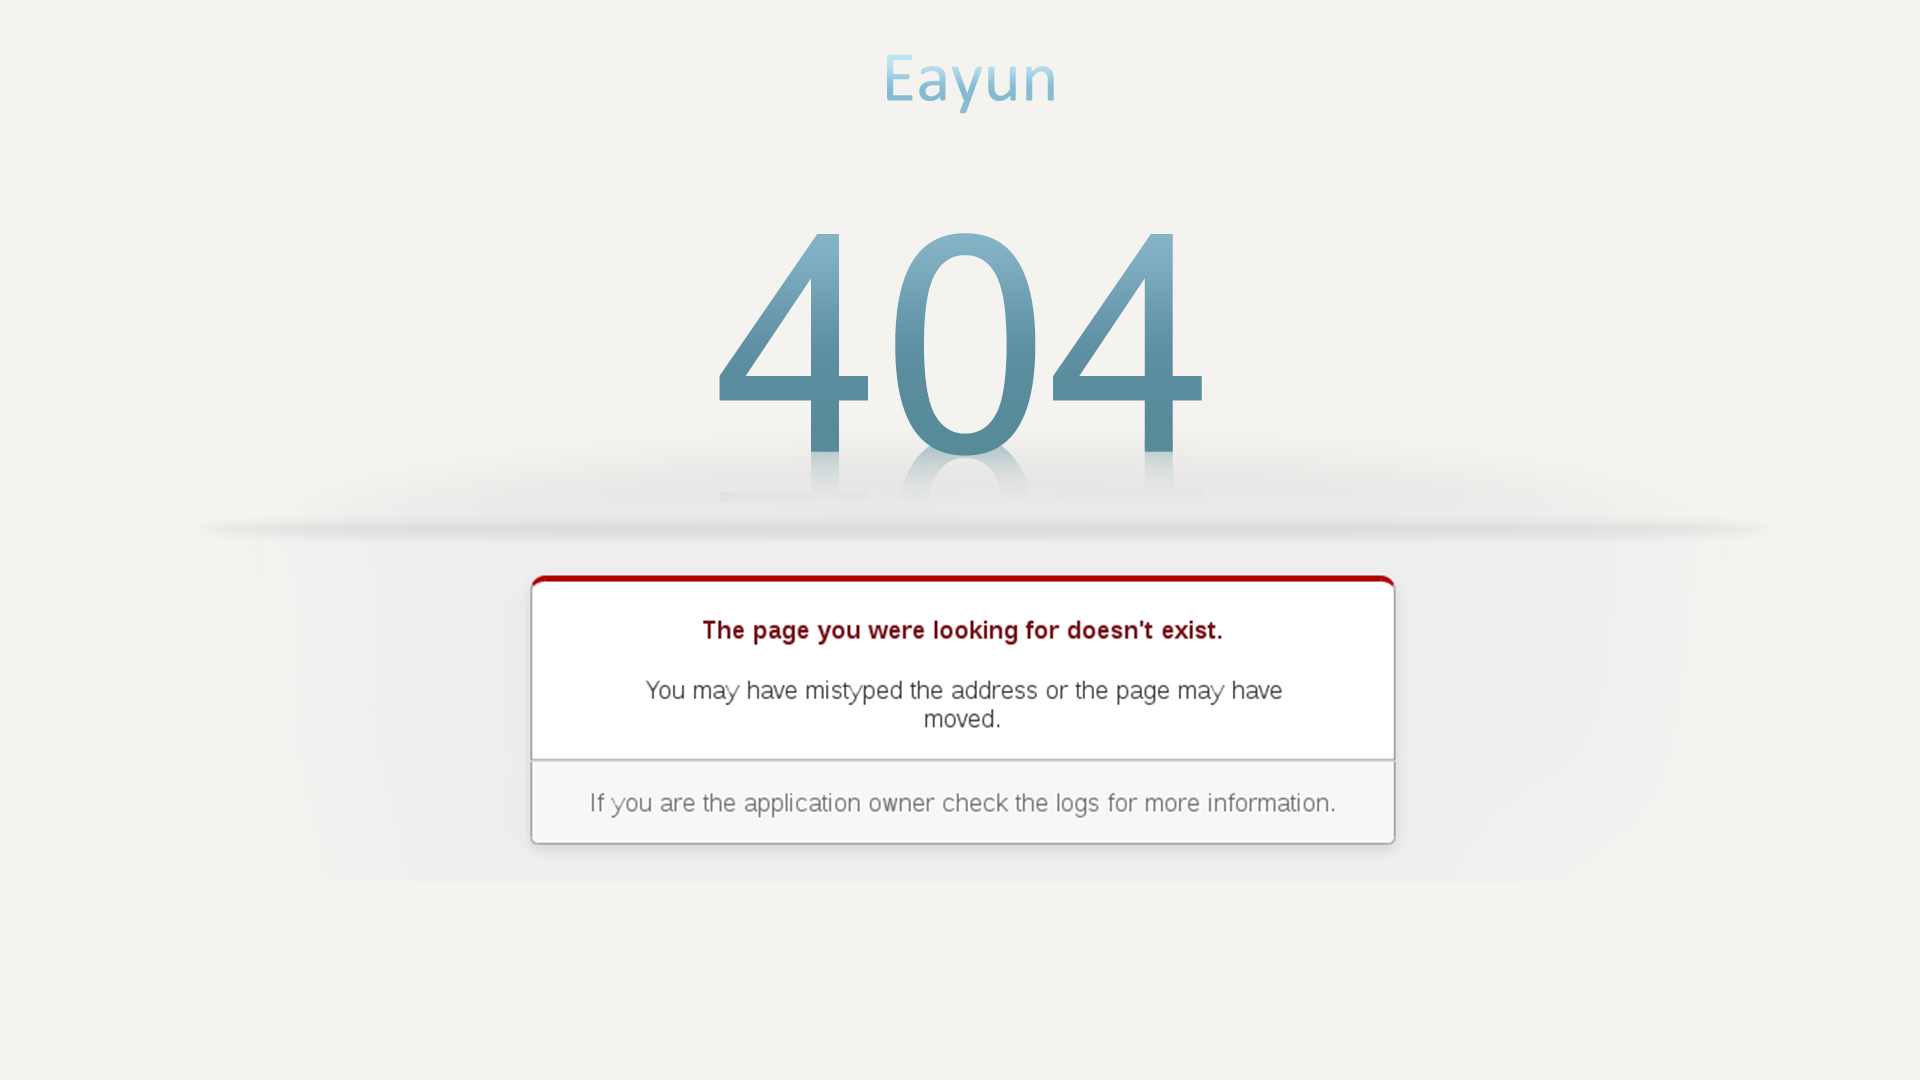 Eayun
404
The page you were looking for doesn't exist.
You may have mistyped the address or the page may have
moved.
If you are the application owner check the logs for more information.